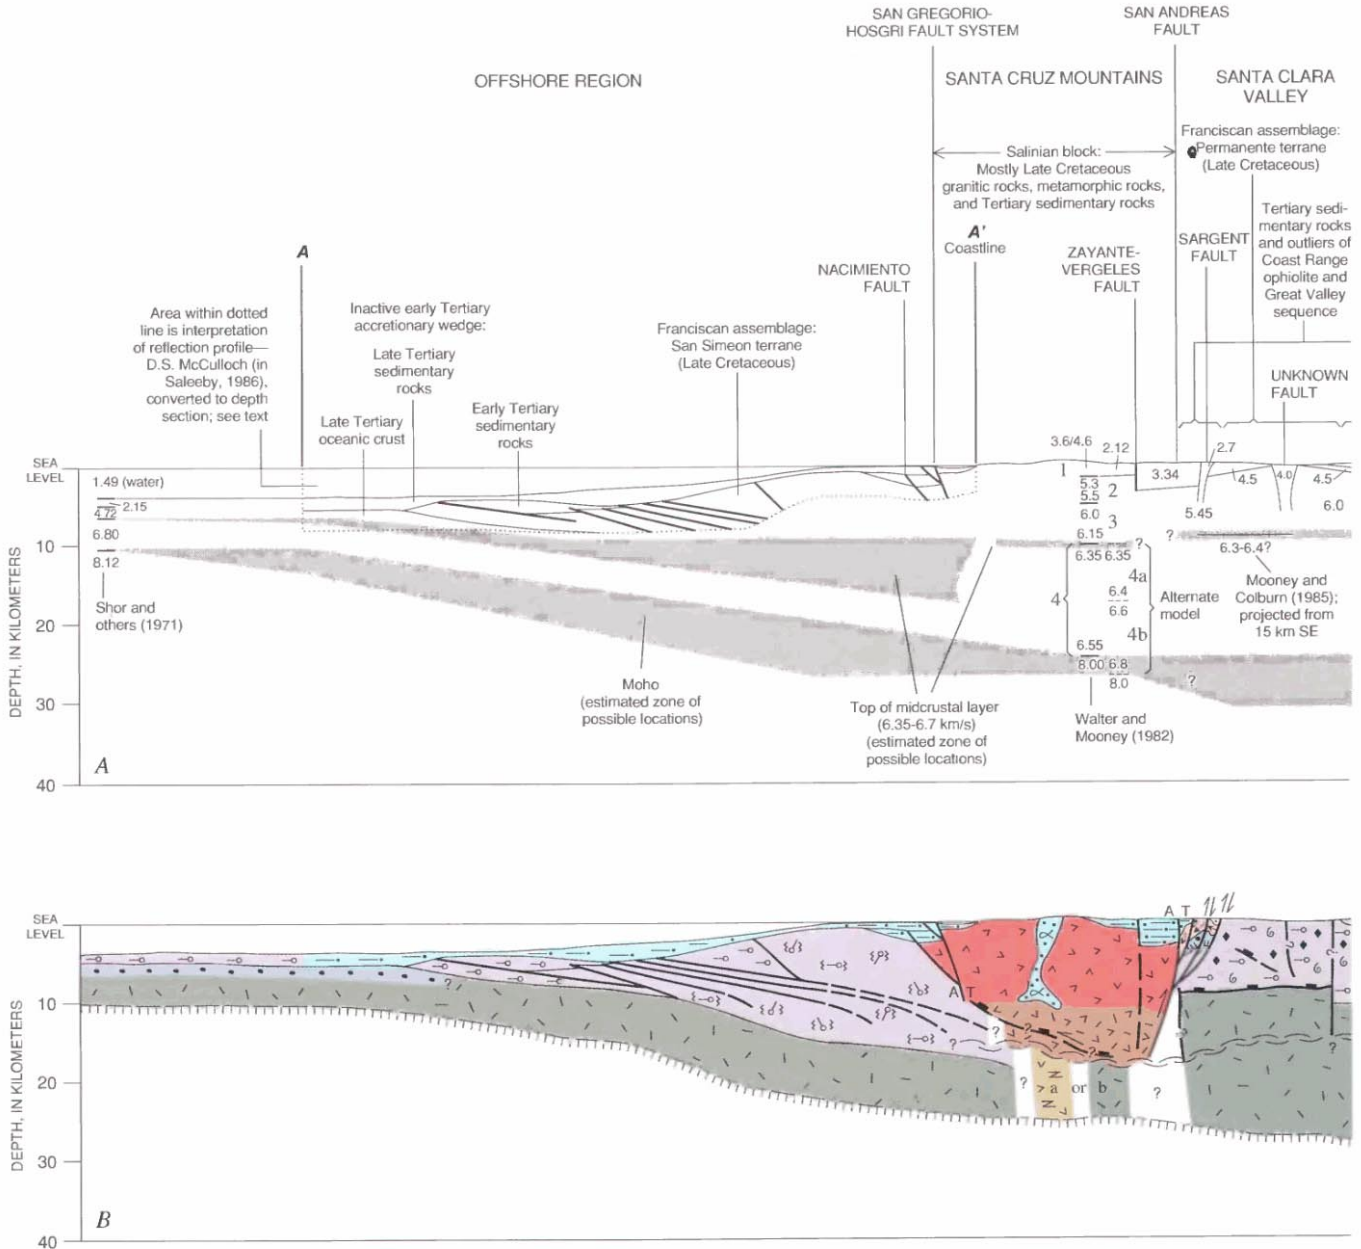 SAN GREGORIO-
HOSGRI FAULT SYSTEM
SAN ANDREAS
FAULT
OFFSHORE REGION
SANTA CRUZ MOUNTAINS
SANTA CLARA
VALLEY
Franciscan assemblage:
Permanente terrane
(Late Cretaceous)
Salinian block:
Mostly Late Cretaceous
granitic rocks, metamorphic rocks,
and Tertiary sedimentary rocks
Tertiary sedi-
mentary rocks
and outliers of
Coast Range
ophiolite and
Great Valley
sequence
A
A'
Coastline
NACIMIENTO
FAULT
ZAYANTE-
VERGELES
FAULT
SARGENT
FAULT
UNKNOWN
FAULT
Area within dotted
line is interpretation
of reflection profile—
D.S. McCulloch (in
Saleeby, 1986),
converted to depth
section; see text
Inactive early Tertiary
accretionary wedge:
Late Tertiary
sedimentary
rocks
Late Tertiary
oceanic crust
Early Tertiary
sedimentary
rocks
Franciscan assemblage:
San Simeon terrane
(Late Cretaceous)
3.6/4.6
2.12
2.7
SEA
LEVEL
1.49 (water)
2.15
4.72
6.80
8.12
Shor and
others (1971)
1
5.3
5.5
2
6.0
3
6.15
?
6.35 6.35
4a
4
6.4
6.6
4b
6.55
8.00 6.8
8.0
Alternate
model
Walter and
Mooney (1982)
3.34
4.5
4.0
4.5
5.45
6.0
?
6.3-6.4?
Mooney and
Colburn (1985);
projected from
15 km SE
?
Moho
(estimated zone of
possible locations)
Top of midcrustal layer
(6.35-6.7 km/s)
(estimated zone of
possible locations)
DEPTH, IN KILOMETERS
10
20
30
40
A
SEA
LEVEL
A T
A T
?
?
?
?
?
?
? a or b ?
?
DEPTH, IN KILOMETERS
10
20
30
40
B